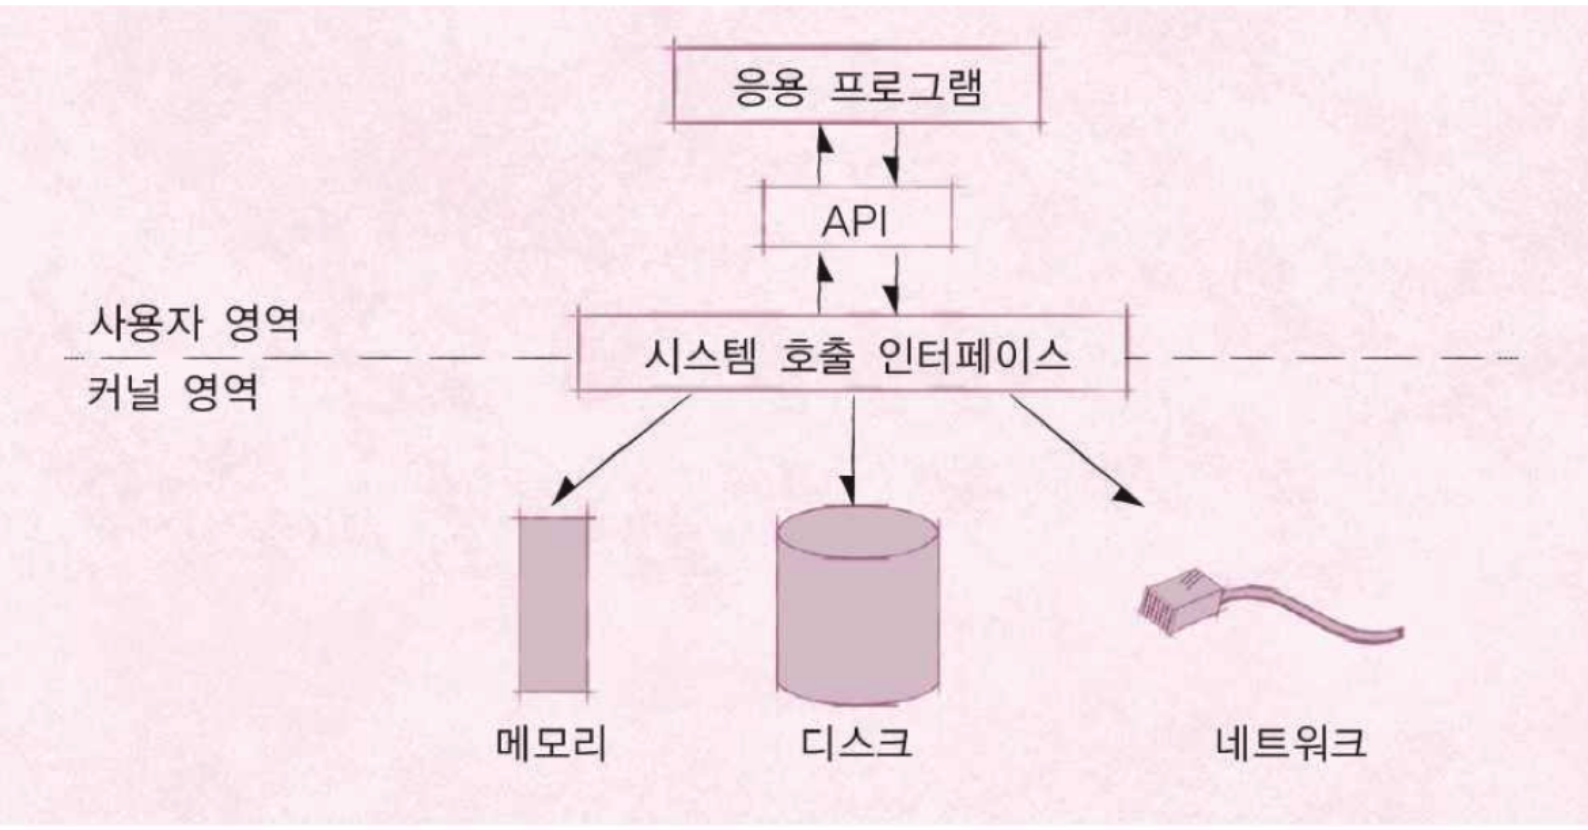 응용 프로그램
API
사용자 영역
시스템 호출 인터페이스
커널 영역
메모리
디스크
네트워크